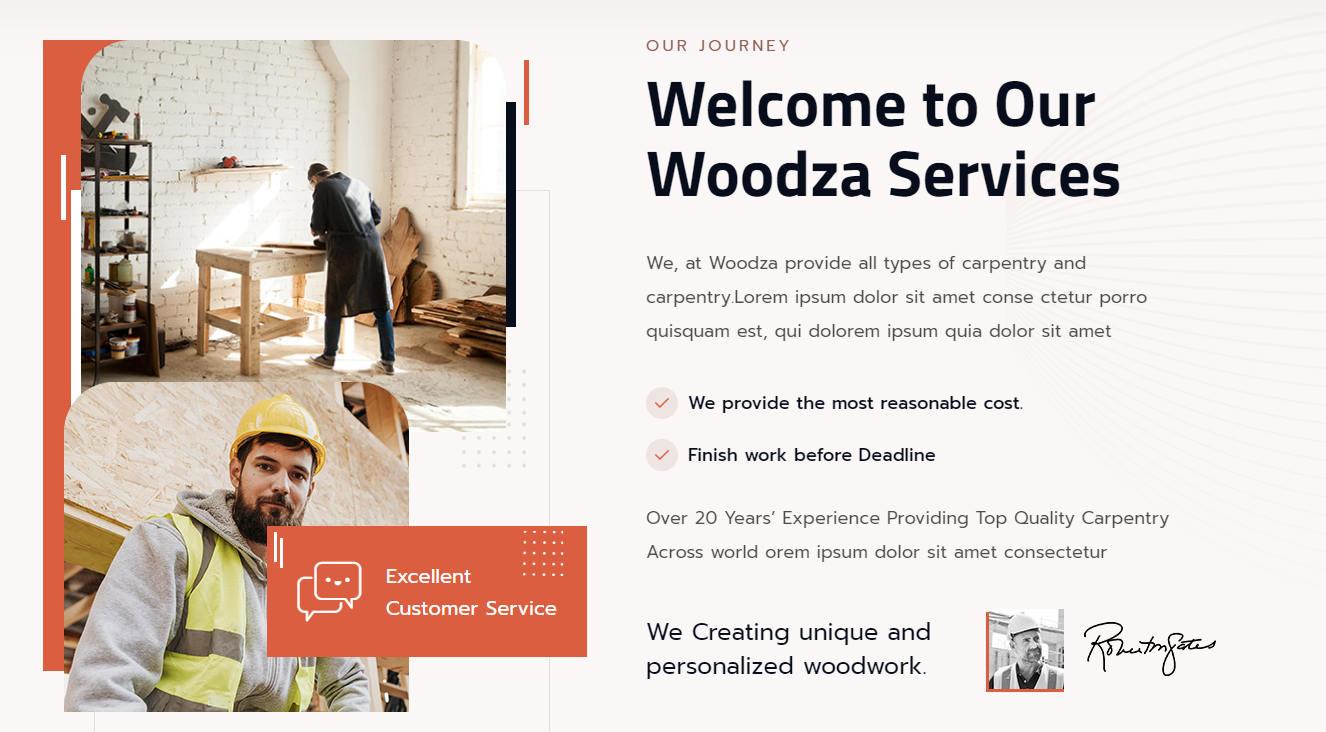 OUR JOURNEY
Welcome to Our
Woodza Services
We, at Woodza provide all types of carpentry and
carpentry.Lorem ipsum dolor sit amet conse ctetur porro
quisquam est, qui dolorem ipsum quia dolor sit amet
We provide the most reasonable cost.
Finish work before Deadline
Over 20 Years’ Experience Providing Top Quality Carpentry
Across world orem ipsum dolor sit amet consectetur
We Creating unique and
personalized woodwork.
Excellent
Customer Service